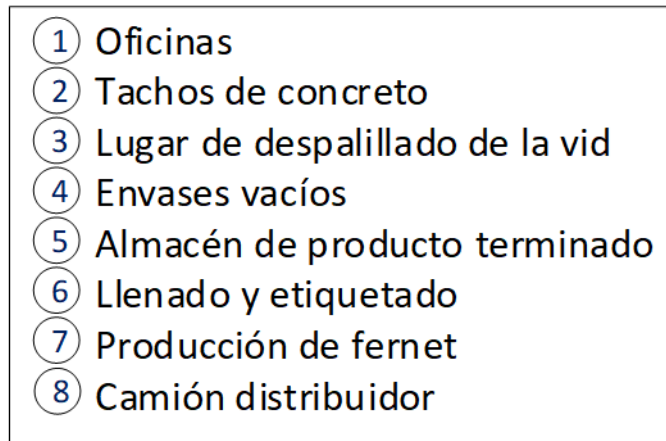 1 Oficinas
2 Tachos de concreto
3 Lugar de despalillado de la vid
4 Envases vacíos
5 Almacén de producto terminado
6 Llenado y etiquetado
7 Producción de fernet
8 Camión distribuidor